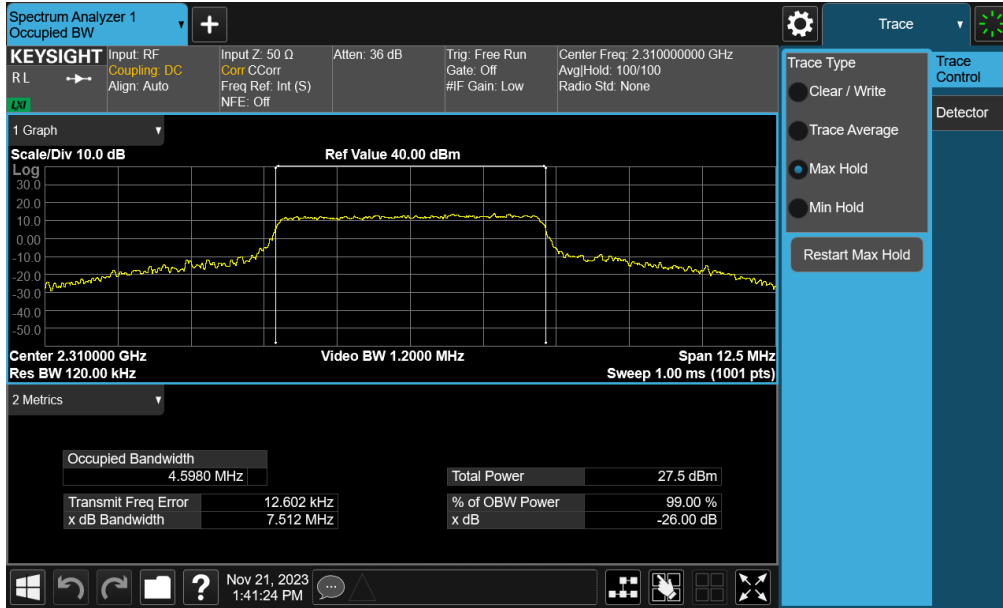 Spectrum Analyzer 1
Occupied BW
+
Trace
KEYSIGHT
R L
LXI
Input: RF
Coupling: DC
Align: Auto
Input Z: 50 Ω
Corr CCorr
Freq Ref: Int (S)
NFE: Off
Atten: 36 dB
Trig: Free Run
Gate: Off
#IF Gain: Low
Center Freq: 2.310000000 GHz
Avg|Hold: 100/100
Radio Std: None
Trace Type
Clear / Write
Trace Average
Max Hold
Min Hold
Restart Max Hold
Trace
Control
Detector
1 Graph
Scale/Div 10.0 dB
Ref Value 40.00 dBm
Log
30.0
20.0
10.0
0.00
-10.0
-20.0
-30.0
-40.0
-50.0
Center 2.310000 GHz
Video BW 1.2000 MHz
Span 12.5 MHz
Res BW 120.00 kHz
Sweep 1.00 ms (1001 pts)
2 Metrics
Occupied Bandwidth
4.5980 MHz
Total Power 27.5 dBm
Transmit Freq Error 12.602 kHz
% of OBW Power 99.00 %
x dB Bandwidth 7.512 MHz
x dB -26.00 dB
?
Nov 21, 2023
1:41:24 PM